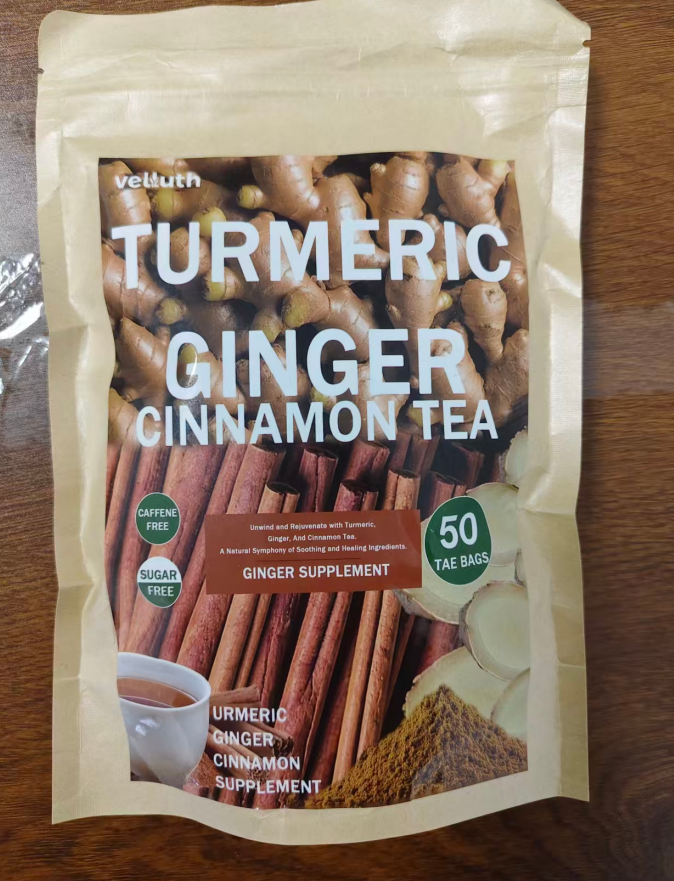 velluth
TURMERIC
GINGER
CINNAMON TEA
CAFFENE
FREE
SUGAR
FREE
Unwind and Rejuvenate with Turmeric,
Ginger, And Cinnamon Tea.
A Natural Symphony of Soothing and Healing Ingredients.
GINGER SUPPLEMENT
50
TAE BAGS
URMERIC
GINGER
CINNAMON
SUPPLEMENT